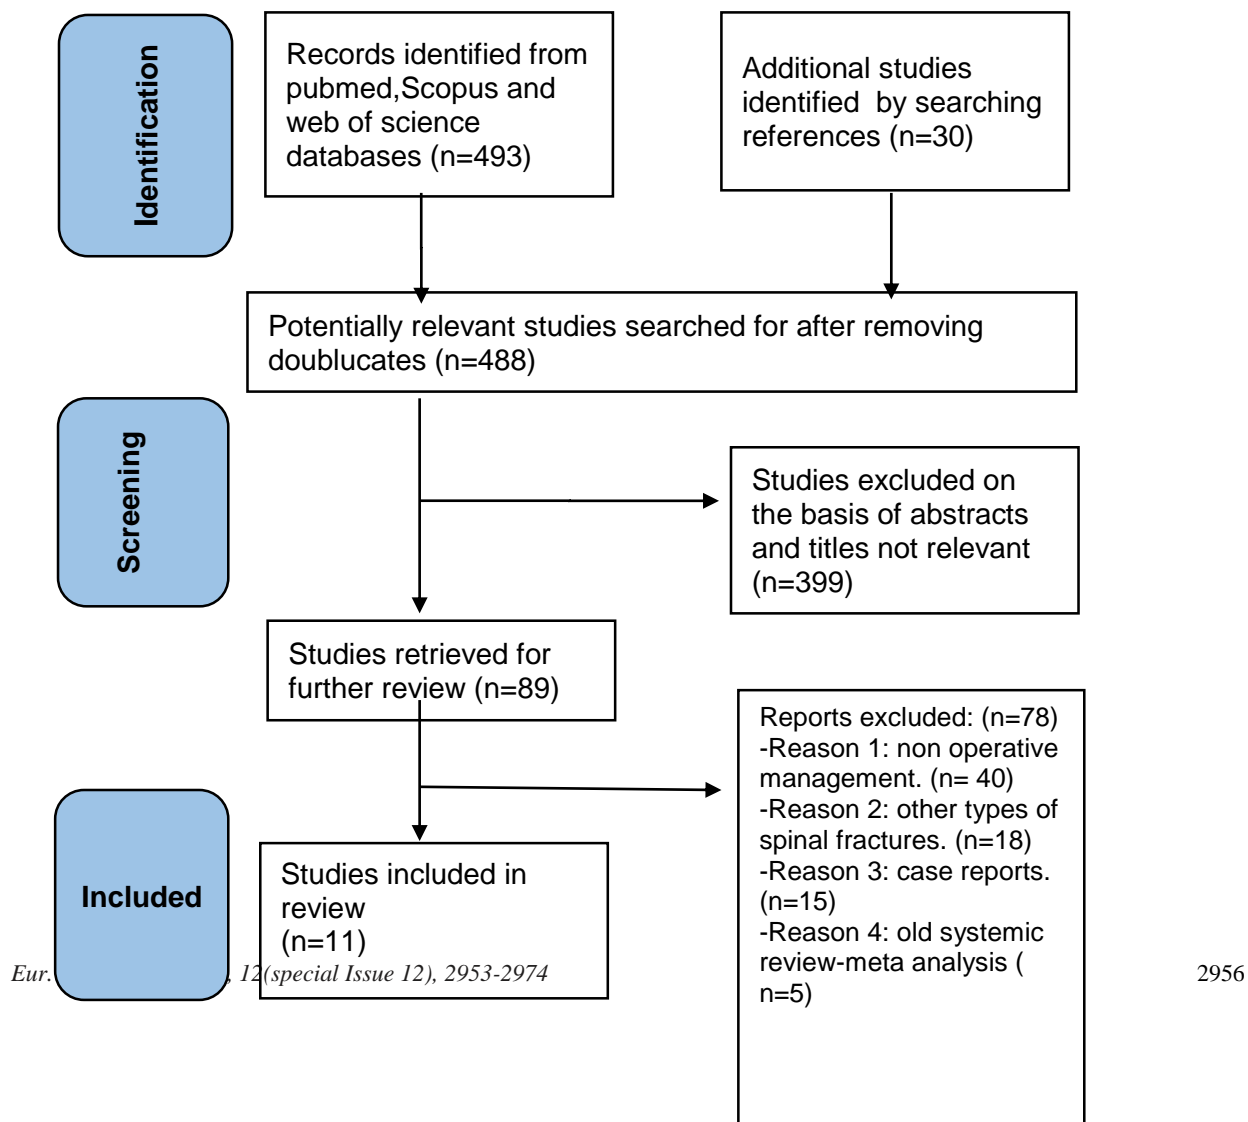 Identification
Records identified from
pubmed,Scopus and
web of science
databases (n=493)
Additional studies
identified by searching
references (n=30)
Potentially relevant studies searched for after removing
doublucates (n=488)
Screening
Studies excluded on
the basis of abstracts
and titles not relevant
(n=399)
Studies retrieved for
further review (n=89)
Reports excluded: (n=78)
-Reason 1: non operative
management. (n= 40)
-Reason 2: other types of
spinal fractures. (n=18)
-Reason 3: case reports.
(n=15)
-Reason 4: old systemic
review-meta analysis (
n=5)
Included
Studies included in
review
(n=11)
Eur. , 12(special Issue 12), 2953-2974
2956